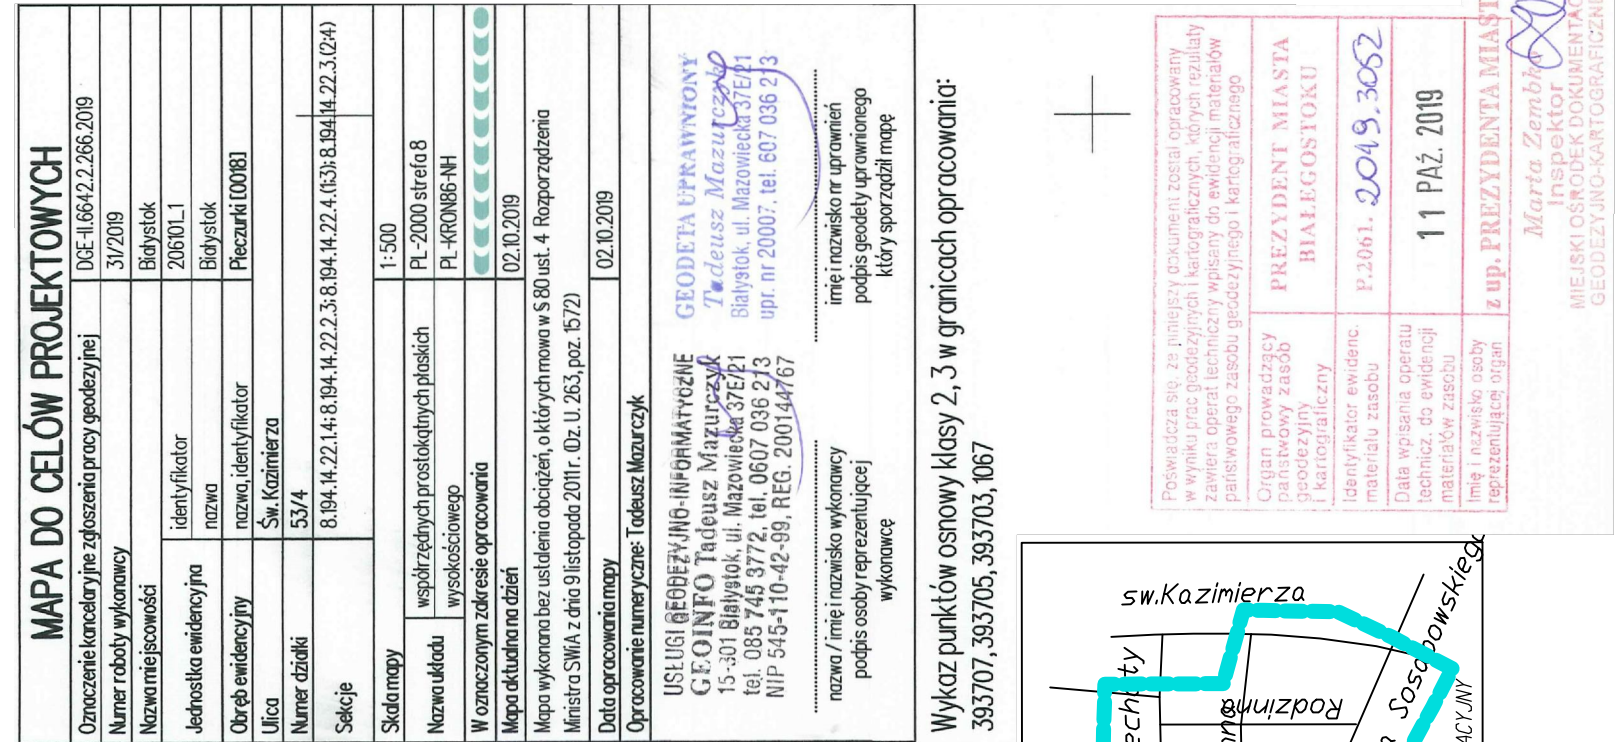 MAPA DO CELÓW PROJEKTOWYCH
Oznaczenie kancelaryjne zgłoszenia pracy geodezyjnej DGE-II.6642.2.266.2019
Numer roboty wykonawcy 31/2019
Nazwa miejscowości Białystok
Jednostka ewidencyjna identyfikator 206101_1
nazwa Białystok
Obręb ewidencyjny nazwa, identyfikator Pieczurki [0018]
Ulica Św. Kazimierza
Numer działki 53/4
Sekcje 8.194.14.22.1.4; 8.194.14.22.2.3; 8.194.14.22.4.(1;3); 8.194.14.22.3.(2;4)
Skala mapy 1:500
Nazwa układu współrzędnych prostokątnych płaskich PL-2000 strefa 8
wysokościowego PL-KRON86-NH
W oznaczonym zakresie opracowania
Mapa aktualna na dzień 02.10.2019
Mapa wykonana bez ustalenia obciążeń, o których mowa w § 80 ust. 4 Rozporządzenia
Ministra SWiA z dnia 9 listopada 2011r. (Dz. U. 263, poz. 1572)
Data opracowania mapy 02.10.2019
Opracowanie numeryczne: Tadeusz Mazurczyk
USŁUGI GEODEZYJNO-INFORMATYCZNE
GEOINFO Tadeusz Mazurczyk
15-301 Białystok, ul. Mazowiecka 37E/21
tel. 085 745 3772, tel. 0607 036 213
NIP 545-110-42-99, REG. 200144767
nazwa / imię i nazwisko wykonawcy
podpis osoby reprezentującej
wykonawcę
GEODETA UPRAWNIONY
Tadeusz Mazurczyk
Białystok, ul. Mazowiecka 37E/21
upr. nr 20007, tel. 607 036 213
imię i nazwisko nr uprawnień
podpis geodety uprawnionego
który sporządził mapę
Wykaz punktów osnowy klasy 2, 3 w granicach opracowania:
393707, 393705, 393703, 1067
Poświadcza się, że niniejszy dokument został opracowany
w wyniku prac geodezyjnych i kartograficznych, których rezultaty
zawiera operat techniczny wpisany do ewidencji materiałów
państwowego zasobu geodezyjnego i kartograficznego
Organ prowadzący
państwowy zasób
geodezyjny
i kartograficzny
PREZYDENT MIASTA
BIAŁEGOSTOKU
Identyfikator ewidenc.
materiału zasobu
P.2061. 2019.3052
Data wpisania operatu
technicz. do ewidencji
materiałów zasobu
11 PAŹ. 2019
Imię i nazwisko osoby
reprezentującej organ
z up. PREZYDENTA MIAST
Marta Zembk
Inspektor
MIEJSKI OŚRODEK DOKUMENTAC
GEODEZYJNO-KARTOGRAFICZNE
sw.Kazimierza
echoty
Rodzinna
nna
Sosabowskiego
ACYJNY